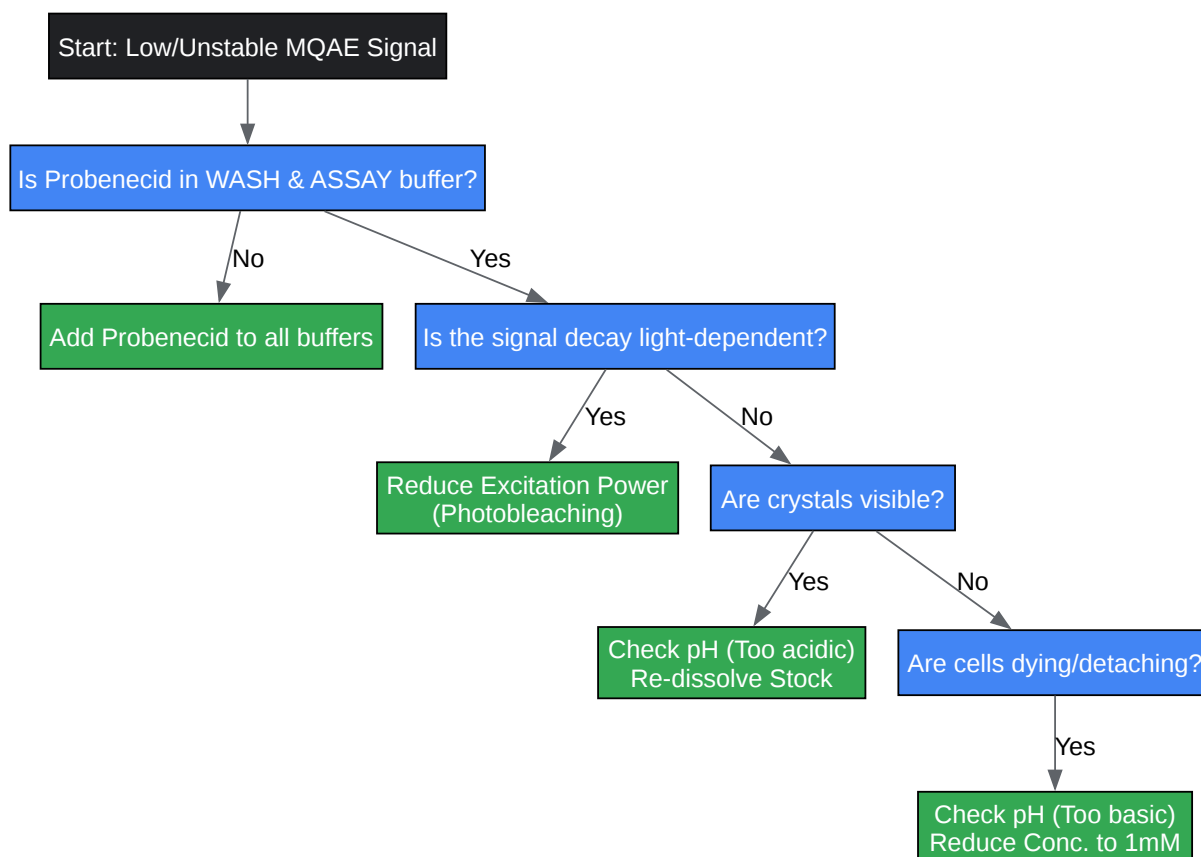 Start: Low/Unstable MQAE Signal
Is Probenecid in WASH & ASSAY buffer?
No
Yes
Add Probenecid to all buffers
Is the signal decay light-dependent?
Yes
No
Reduce Excitation Power
(Photobleaching)
Are crystals visible?
Yes
No
Check pH (Too acidic)
Re-dissolve Stock
Are cells dying/detaching?
Yes
Check pH (Too basic)
Reduce Conc. to 1mM